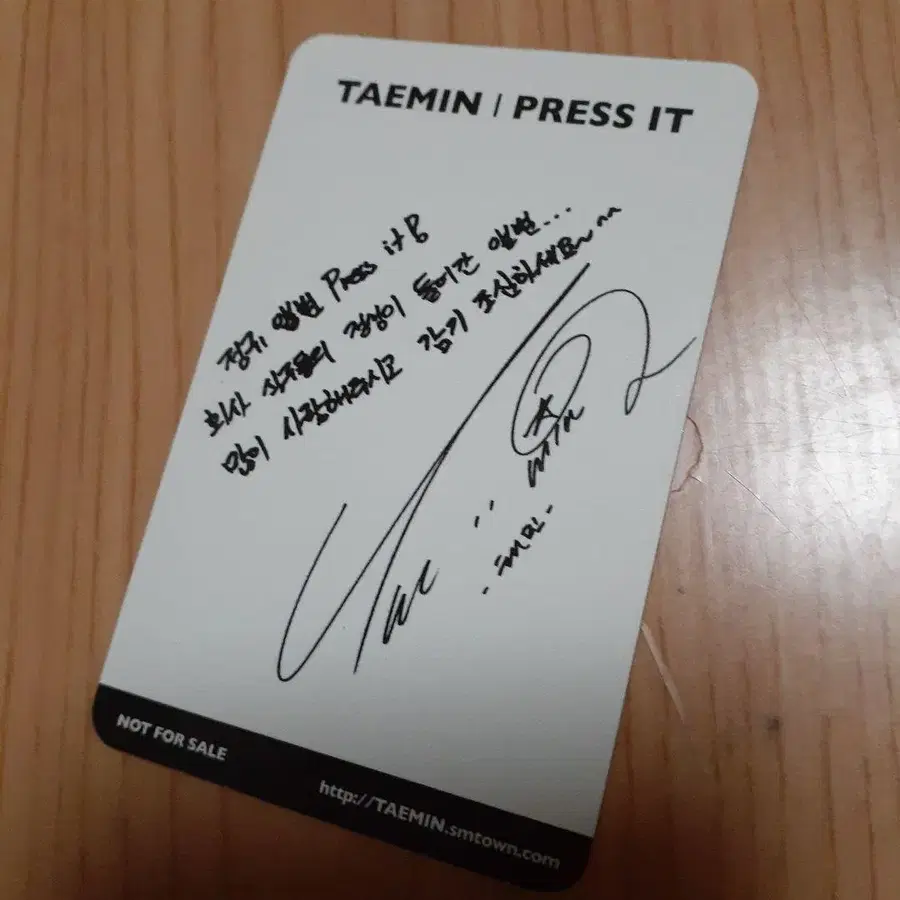 TAEMIN | PRESS IT
정규 앨범 Press it!
회사 식구들의 정성이 들어간 앨범...
많이 사랑해주시고 감기 조심하세요~^^
Tae min
-태민-
NOT FOR SALE
http://TAEMIN.smtown.com